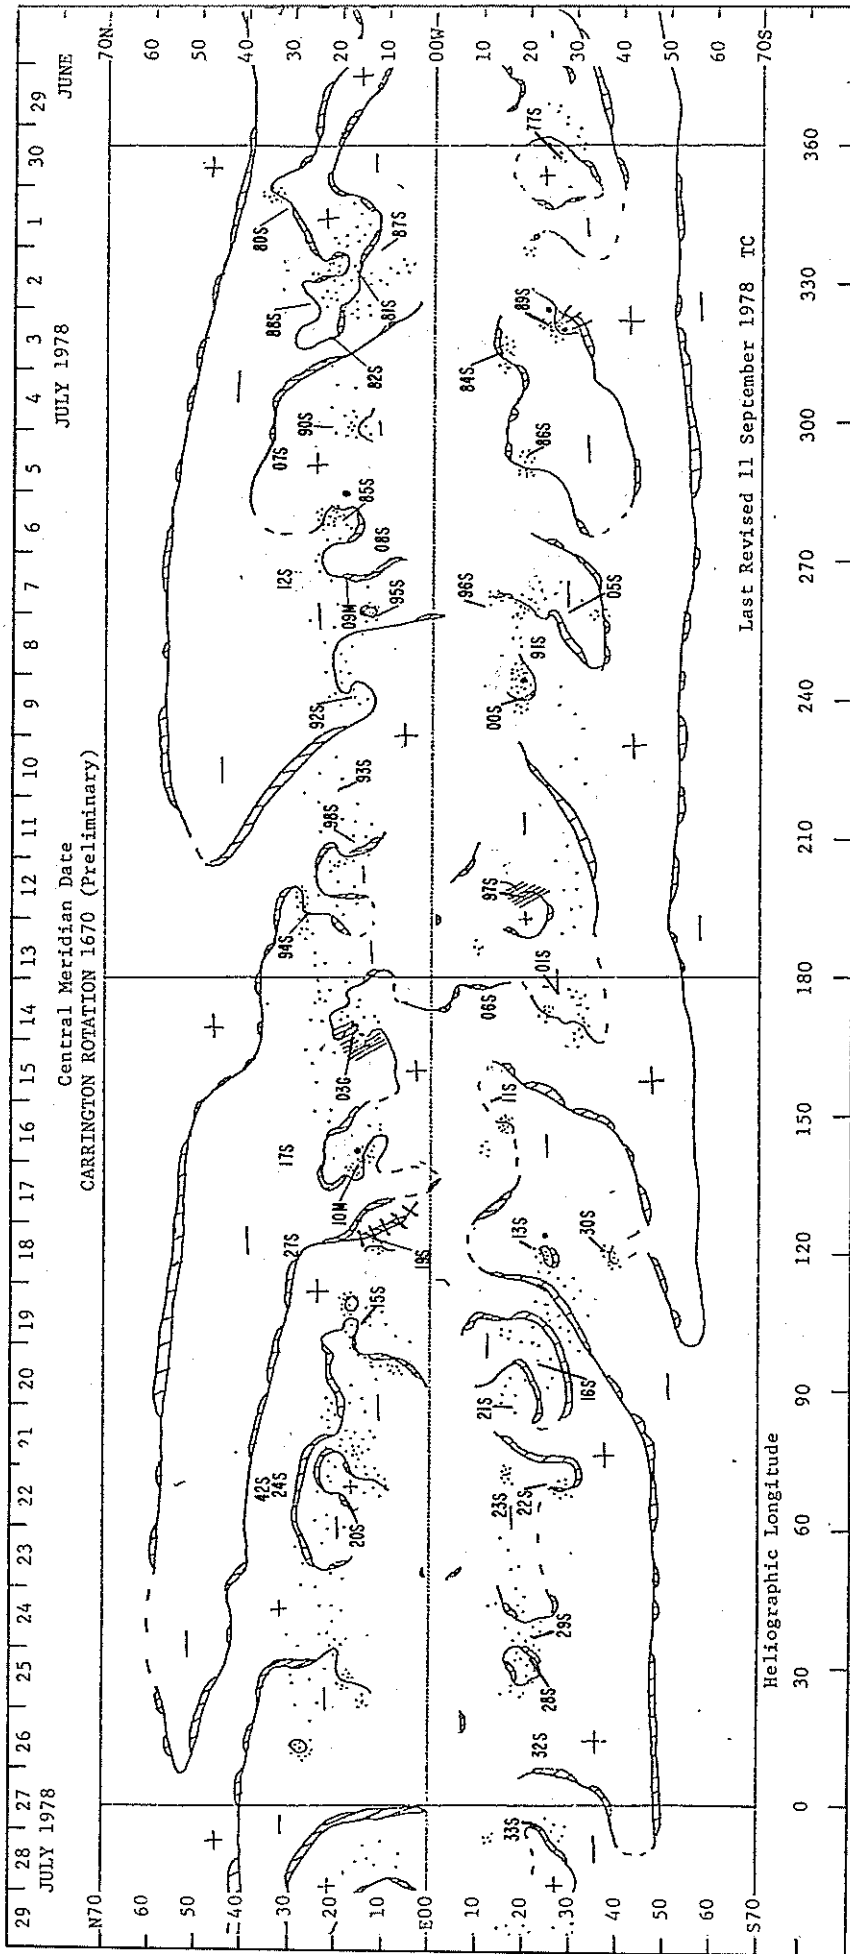 Central Meridian Date
CARRINGTON ROTATION 1670 (Preliminary)
29 28 27 26 25 24 23 22 21 20 19 18 17 16 15 14 13 12 11 10 9 8 7 6 5 4 3 2 1 30 29
JULY 1978
JULY 1978
JUNE
N70
60
50
40
30
20
10
E00
10
20
30
40
50
60
S70
70N
60
50
40
30
20
10
00W
10
20
30
40
50
60
70S
42S
24S
20S
15S
27S
19S
17S
10M
03G
94S
98S
93S
92S
12S
09M
95S
08S
85S
07S
90S
82S
88S
81S
80S
87S
33S
32S
28S
29S
23S
22S
21S
16S
13S
30S
11S
06S
01S
97S
00S
91S
96S
05S
86S
84S
89S
77S
Last Revised 11 September 1978 TC
Heliographic Longitude
0 30 60 90 120 150 180 210 240 270 300 330 360